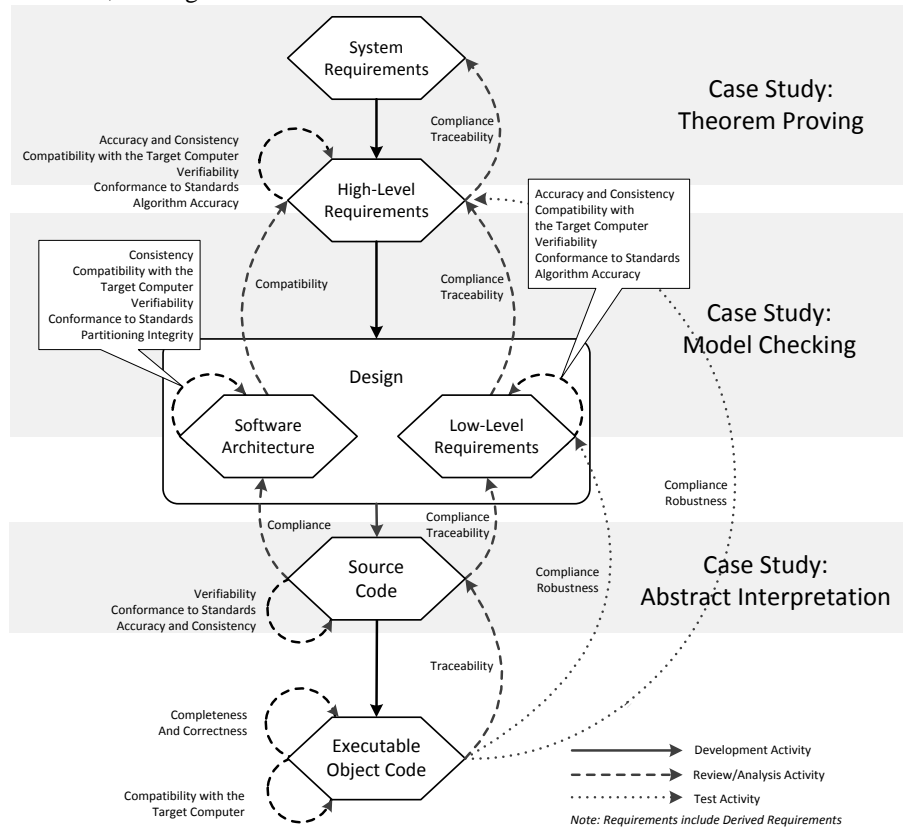 System
Requirements
Case Study:
Theorem Proving
Compliance
Traceability
Accuracy and Consistency
Compatibility with the Target Computer
Verifiability
Conformance to Standards
Algorithm Accuracy
High-Level
Requirements
Accuracy and Consistency
Compatibility with
the Target Computer
Verifiability
Conformance to Standards
Algorithm Accuracy
Consistency
Compatibility with the
Target Computer
Verifiability
Conformance to Standards
Partitioning Integrity
Compatibility
Compliance
Traceability
Case Study:
Model Checking
Design
Software
Architecture
Low-Level
Requirements
Compliance
Robustness
Compliance
Compliance
Traceability
Source
Code
Compliance
Robustness
Case Study:
Abstract Interpretation
Verifiability
Conformance to Standards
Accuracy and Consistency
Traceability
Completeness
And Correctness
Executable
Object Code
Compatibility with the
Target Computer
Development Activity
Review/Analysis Activity
Test Activity
Note: Requirements include Derived Requirements